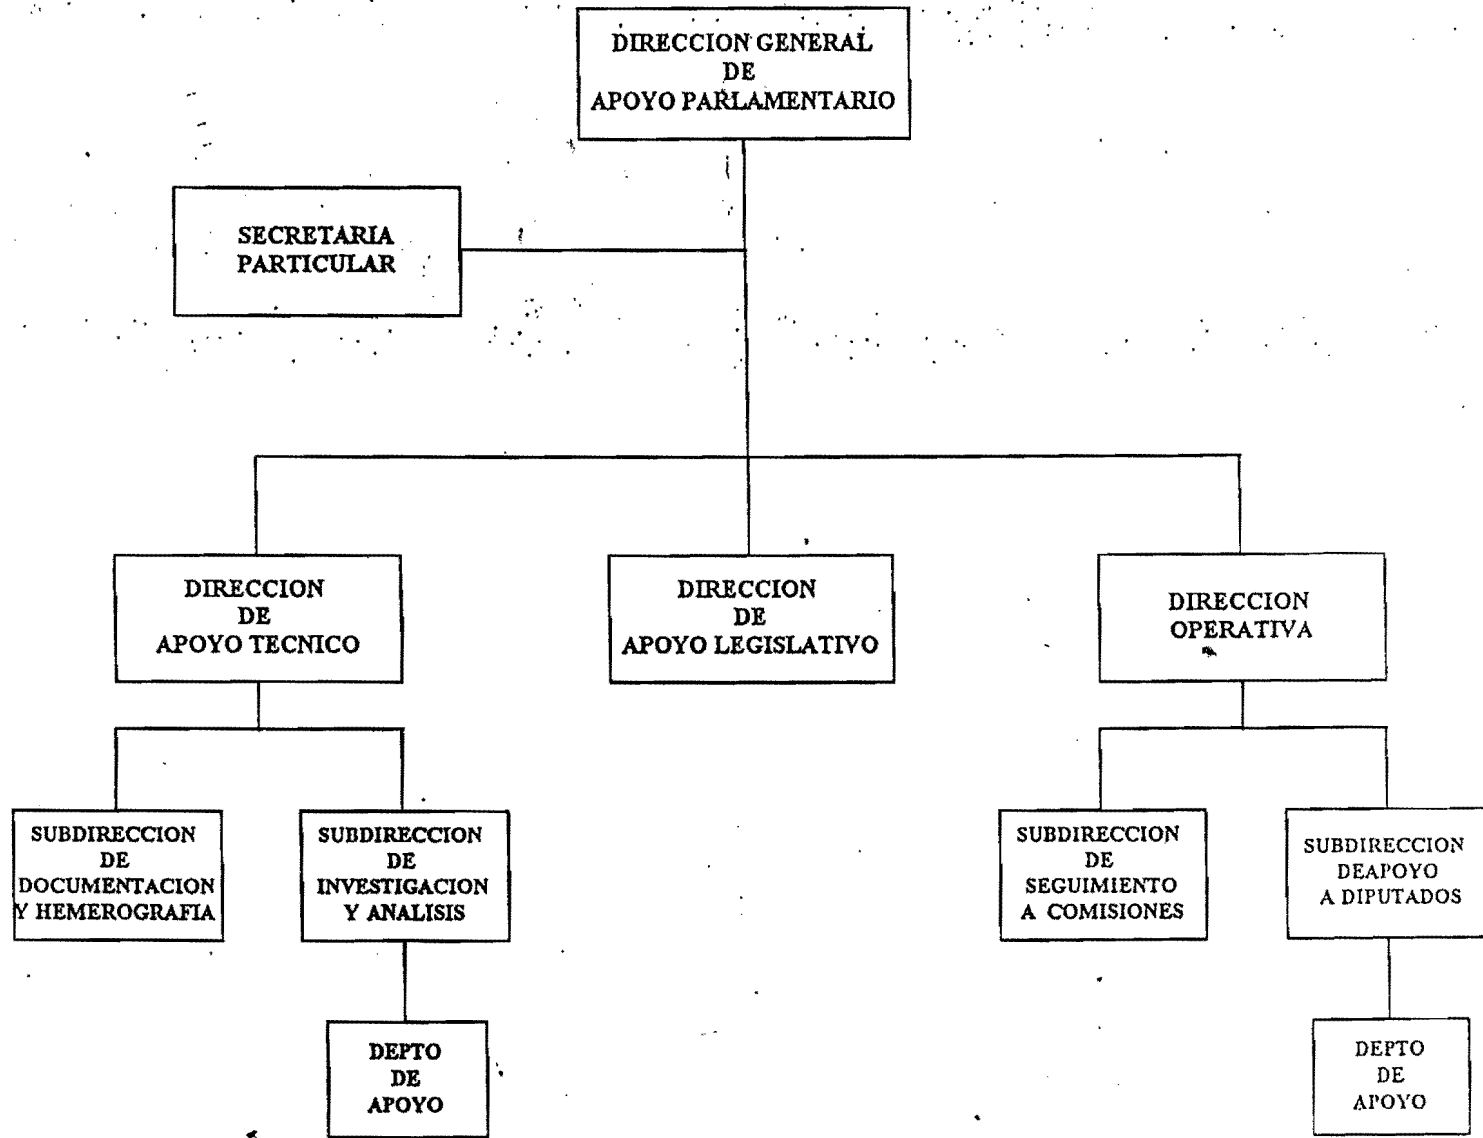 DIRECCION GENERAL
DE
APOYO PARLAMENTARIO
SECRETARIA
PARTICULAR
DIRECCION
DE
APOYO TECNICO
DIRECCION
DE
APOYO LEGISLATIVO
DIRECCION
OPERATIVA
SUBDIRECCION
DE
DOCUMENTACION
Y HEMEROGRAFIA
SUBDIRECCION
DE
INVESTIGACION
Y ANALISIS
SUBDIRECCION
DE
SEGUIMIENTO
A COMISIONES
SUBDIRECCION
DEAPOYO
A DIPUTADOS
DEPTO
DE
APOYO
DEPTO
DE
APOYO